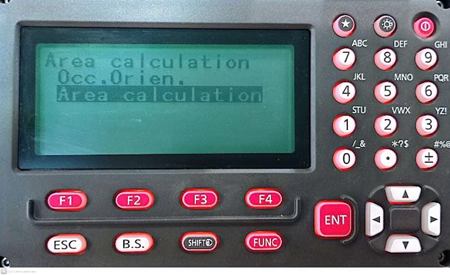 Area calculation
Occ.Orien.
Area calculation
ABC DEF GHI
7 8 9
JKL MNO PQR
4 5 6
STU VWX YZ!
1 2 3
/_& *?$ #%@
0 . ±
F1 F2 F3 F4
ENT
ESC B.S. SHIFT FUNC